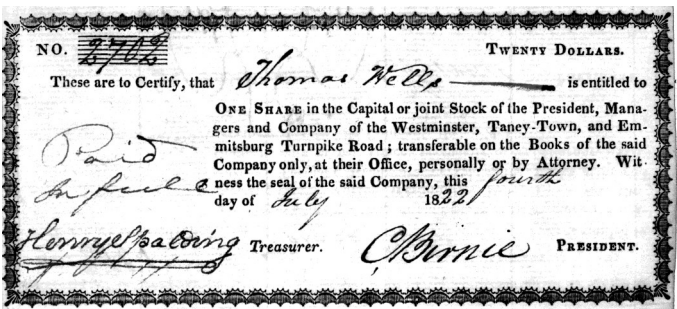 NO. 2702 TWENTY DOLLARS.
These are to Certify, that Thomas Wells is entitled to
ONE SHARE in the Capital or joint Stock of the President, Mana-
gers and Company of the Westminster, Taney-Town, and Em-
mitsburg Turnpike Road; transferable on the Books of the said
Company only, at their Office, personally or by Attorney. Wit-
ness the seal of the said Company, this fourth
day of July 1822
Paid
In full
Henry Spalding Treasurer. C Birnie PRESIDENT.